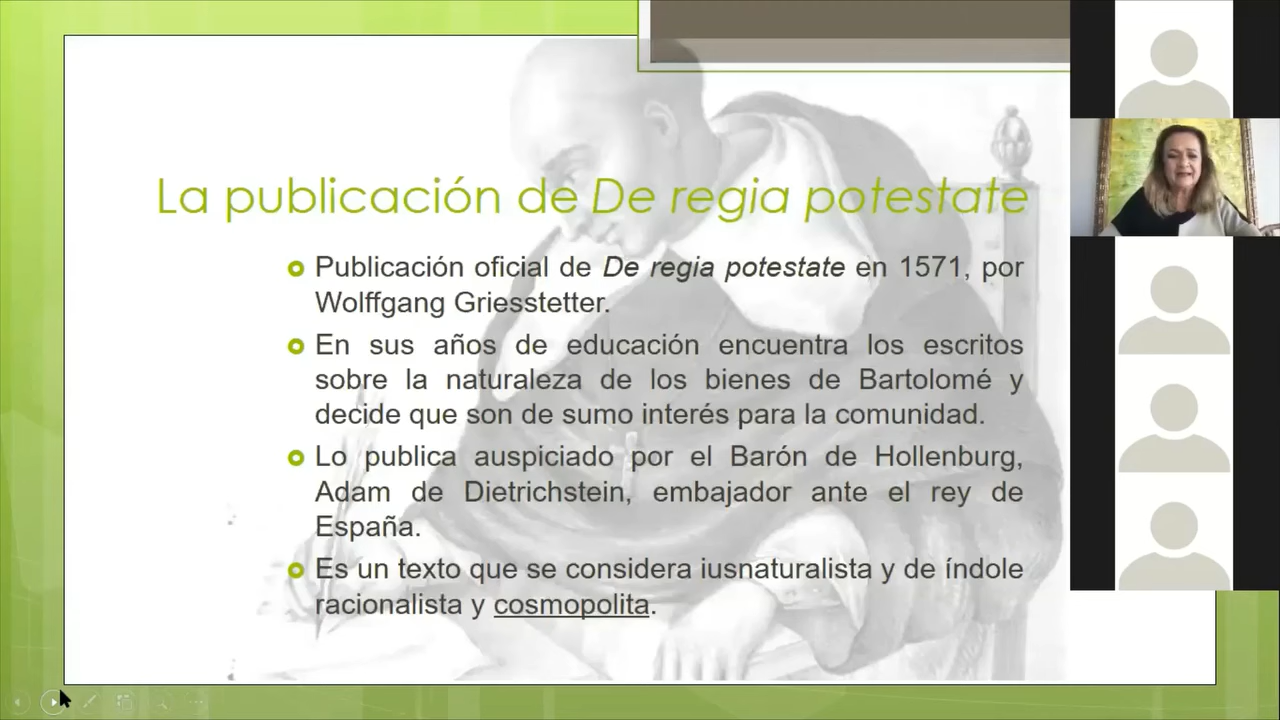 La publicación de De regia potestate
Publicación oficial de De regia potestate en 1571, por
Wolffgang Griesstetter.
En sus años de educación encuentra los escritos
sobre la naturaleza de los bienes de Bartolomé y
decide que son de sumo interés para la comunidad.
Lo publica auspiciado por el Barón de Hollenburg,
Adam de Dietrichstein, embajador ante el rey de
España.
Es un texto que se considera iusnaturalista y de índole
racionalista y cosmopolita.